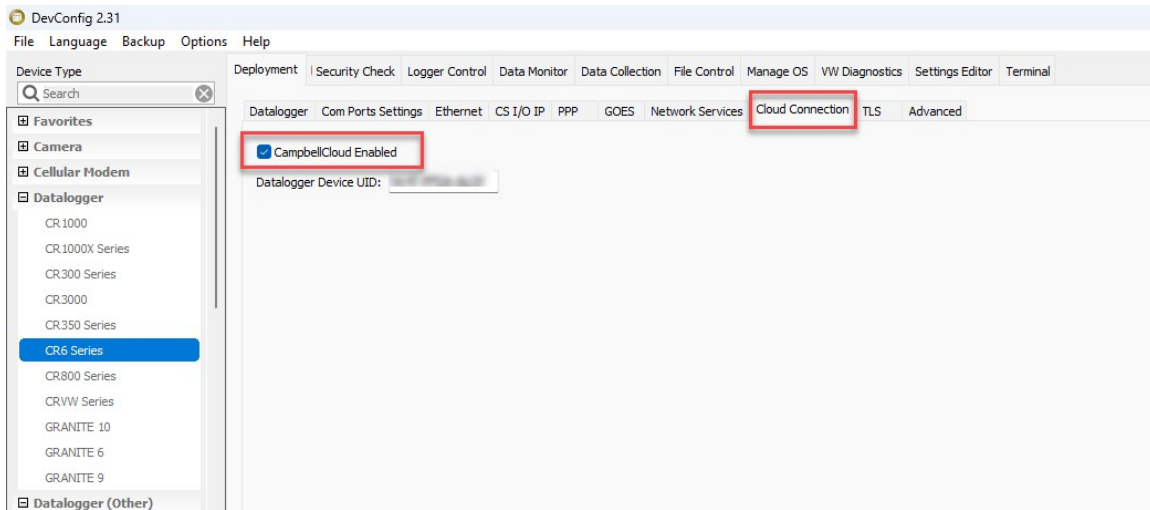 DevConfig 2.31
File Language Backup Options Help
Device Type
Search
Favorites
Camera
Cellular Modem
Datalogger
CR1000
CR1000X Series
CR300 Series
CR3000
CR350 Series
CR6 Series
CR800 Series
CRVW Series
GRANITE 10
GRANITE 6
GRANITE 9
Datalogger (Other)
Deployment Security Check Logger Control Data Monitor Data Collection File Control Manage OS VW Diagnostics Settings Editor Terminal
Datalogger Com Ports Settings Ethernet CS I/O IP PPP GOES Network Services Cloud Connection TLS Advanced
CampbellCloud Enabled
Datalogger Device UID: